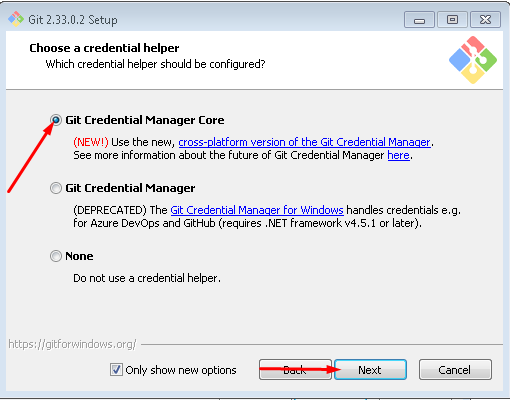 Git 2.33.0.2 Setup
Choose a credential helper
Which credential helper should be configured?
Git Credential Manager Core
(NEW!) Use the new, cross-platform version of the Git Credential Manager.
See more information about the future of Git Credential Manager here.
Git Credential Manager
(DEPRECATED) The Git Credential Manager for Windows handles credentials e.g.
for Azure DevOps and GitHub (requires .NET framework v4.5.1 or later).
None
Do not use a credential helper.
https://gitforwindows.org/
Only show new options Back Next Cancel